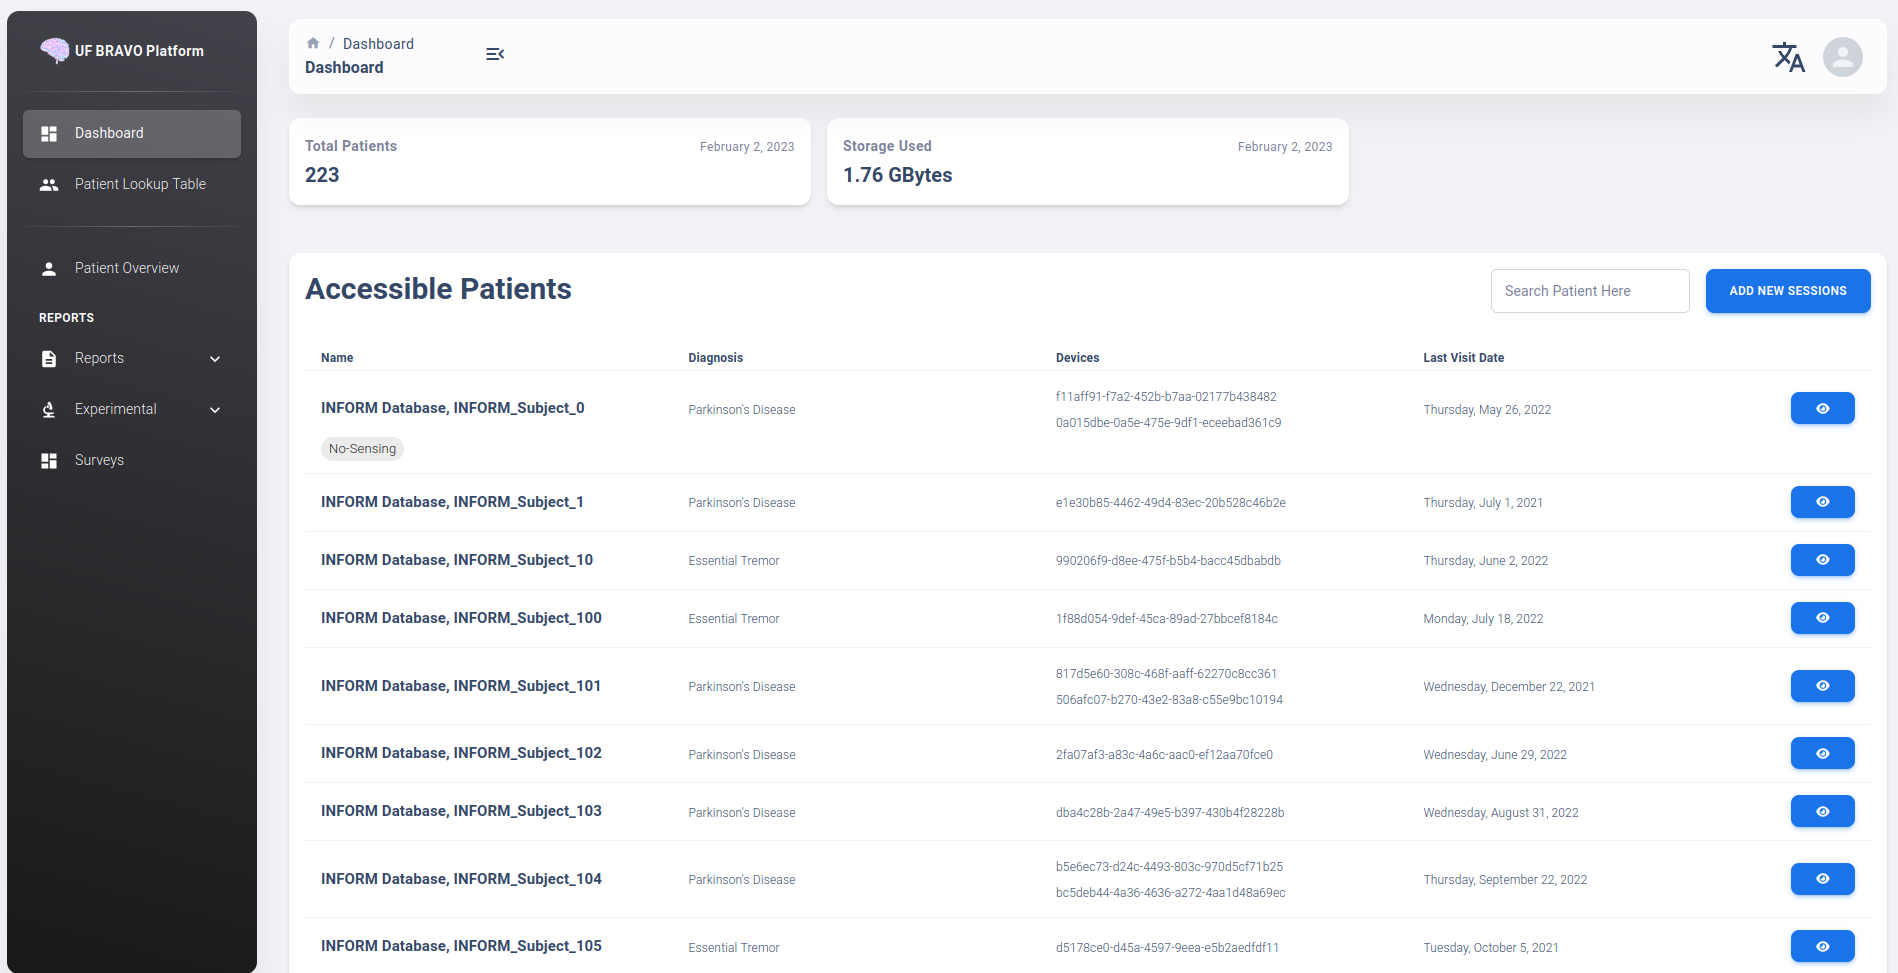 UF BRAVO Platform
Dashboard
Patient Lookup Table
Patient Overview
REPORTS
Reports
Experimental
Surveys
/ Dashboard
Dashboard
Total Patients February 2, 2023
223
Storage Used February 2, 2023
1.76 GBytes
Accessible Patients
Search Patient Here
ADD NEW SESSIONS
Name Diagnosis Devices Last Visit Date
INFORM Database, INFORM_Subject_0 Parkinson's Disease f11aff91-f7a2-452b-b7aa-02177b438482 Thursday, May 26, 2022
0a015dbe-0a5e-475e-9df1-eceebad361c9
No-Sensing
INFORM Database, INFORM_Subject_1 Parkinson's Disease e1e30b85-4462-49d4-83ec-20b528c46b2e Thursday, July 1, 2021
INFORM Database, INFORM_Subject_10 Essential Tremor 990206f9-d8ee-475f-b5b4-bacc45dbabdb Thursday, June 2, 2022
INFORM Database, INFORM_Subject_100 Essential Tremor 1f88d054-9def-45ca-89ad-27bbcef8184c Monday, July 18, 2022
INFORM Database, INFORM_Subject_101 Parkinson's Disease 817d5e60-308c-468f-aaff-62270c8cc361 Wednesday, December 22, 2021
506afc07-b270-43e2-83a8-c55e9bc10194
INFORM Database, INFORM_Subject_102 Parkinson's Disease 2fa07af3-a83c-4a6c-aac0-ef12aa70fce0 Wednesday, June 29, 2022
INFORM Database, INFORM_Subject_103 Parkinson's Disease dba4c28b-2a47-49e5-b397-430b4f28228b Wednesday, August 31, 2022
INFORM Database, INFORM_Subject_104 Parkinson's Disease b5e6ec73-d24c-4493-803c-970d5cf71b25 Thursday, September 22, 2022
bc5deb44-4a36-4636-a272-4aa1d48a69ec
INFORM Database, INFORM_Subject_105 Essential Tremor d5178ce0-d45a-4597-9eea-e5b2aedfdf11 Tuesday, October 5, 2021